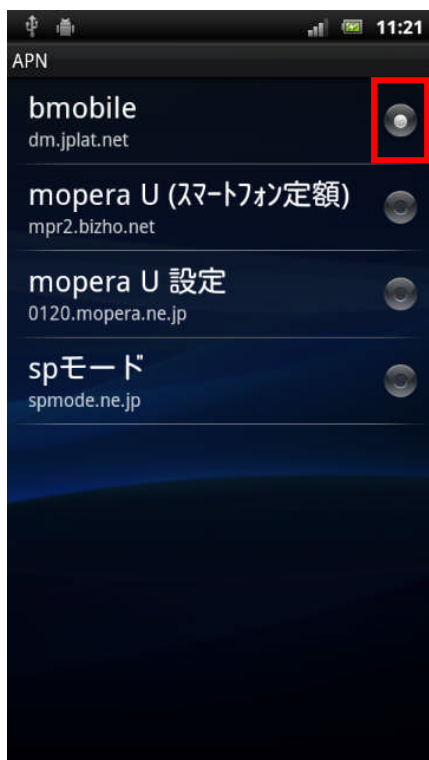 11:21
APN
bmobile
dm.jplat.net
mopera U (ｽﾏｰﾄﾌｫﾝ定額)
mpr2.bizho.net
mopera U 設定
0120.mopera.ne.jp
spモード
spmode.ne.jp